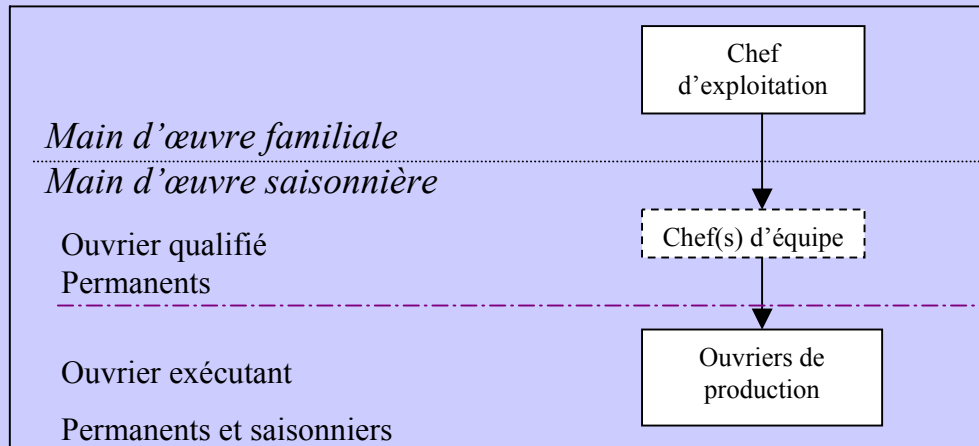 Chef
d’exploitation
Main d’œuvre familiale
Main d’œuvre saisonnière
Chef(s) d’équipe
Ouvrier qualifié
Permanents
Ouvriers de
production
Ouvrier exécutant
Permanents et saisonniers